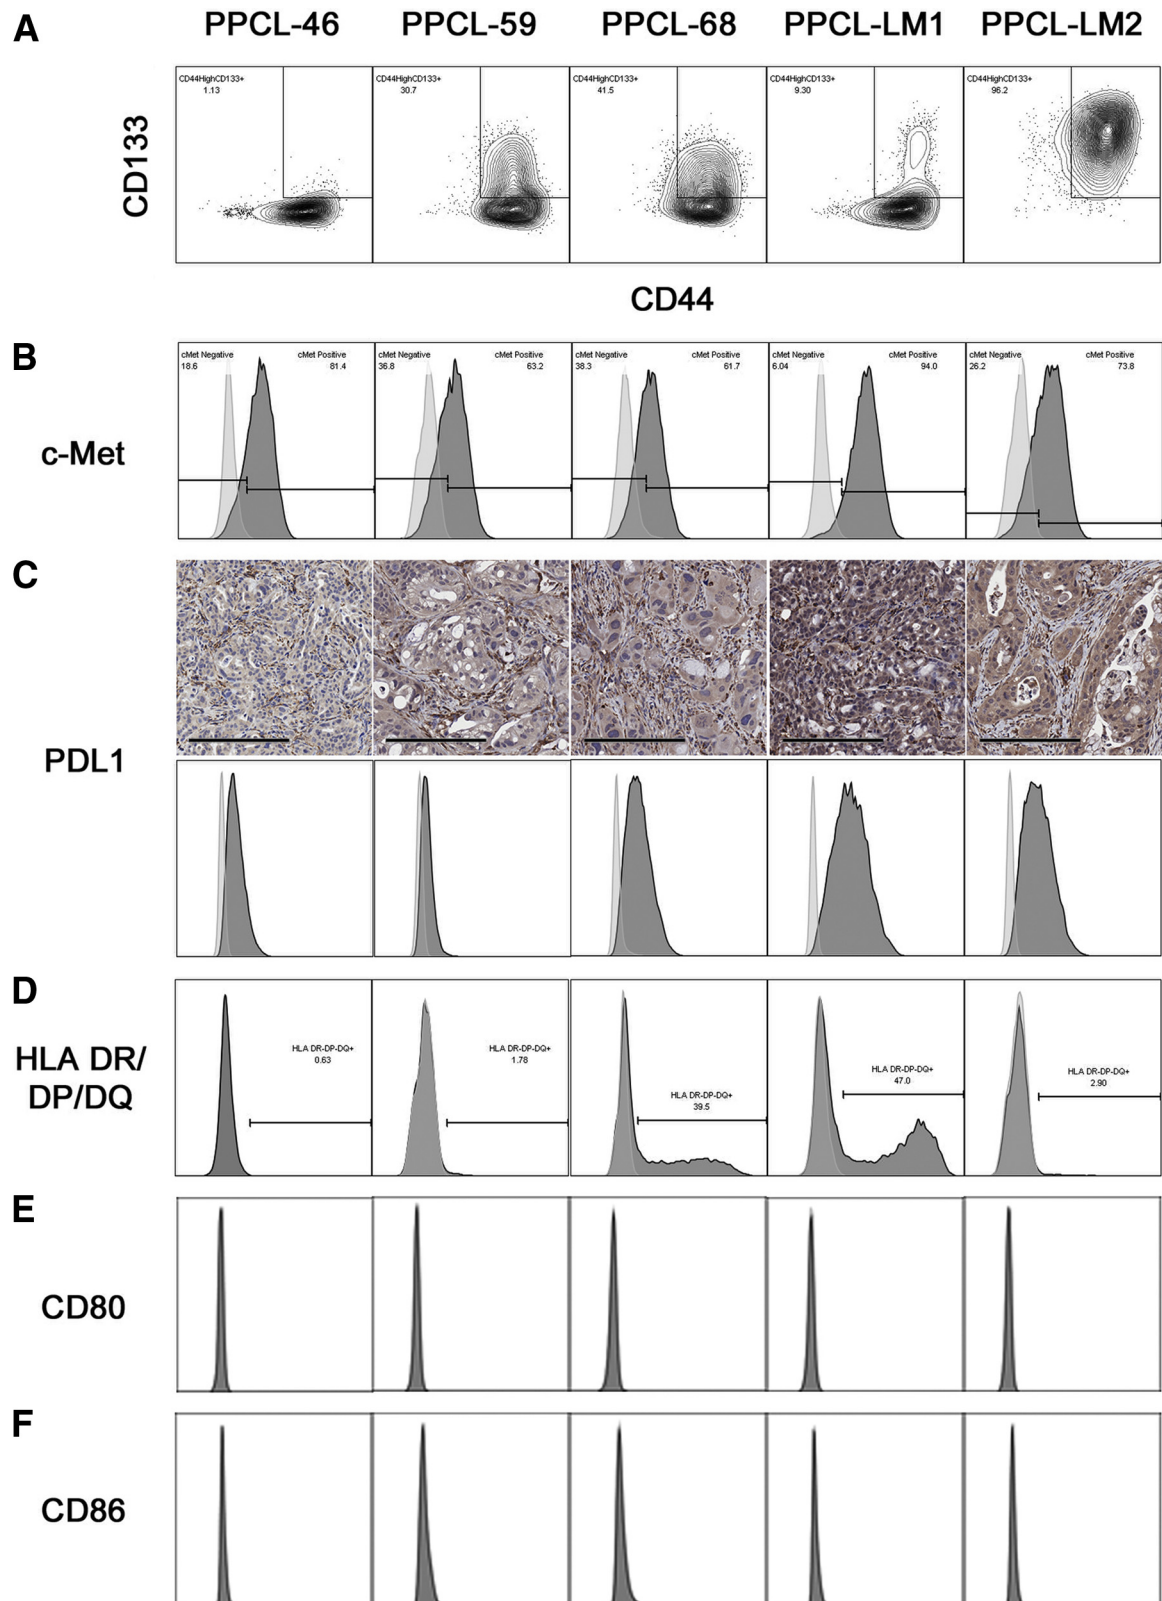 A
PPCL-46 PPCL-59 PPCL-68 PPCL-LM1 PPCL-LM2
CD44HighCD133+ CD44HighCD133+ CD44HighCD133+ CD44HighCD133+ CD44HighCD133+
1.13 30.7 41.5 9.30 96.2
CD133
CD44
B
cMet Negative cMet Positive cMet Negative cMet Positive cMet Negative cMet Positive cMet Negative cMet Positive cMet Negative cMet Positive
18.6 81.4 36.8 63.2 38.3 61.7 6.04 94.0 26.2 73.8
c-Met
C
PDL1
D
HLA DR/
DP/DQ
HLA DR-DP-DQ+
0.63
HLA DR-DP-DQ+
1.78
HLA DR-DP-DQ+
39.5
HLA DR-DP-DQ+
47.0
HLA DR-DP-DQ+
2.90
E
CD80
F
CD86